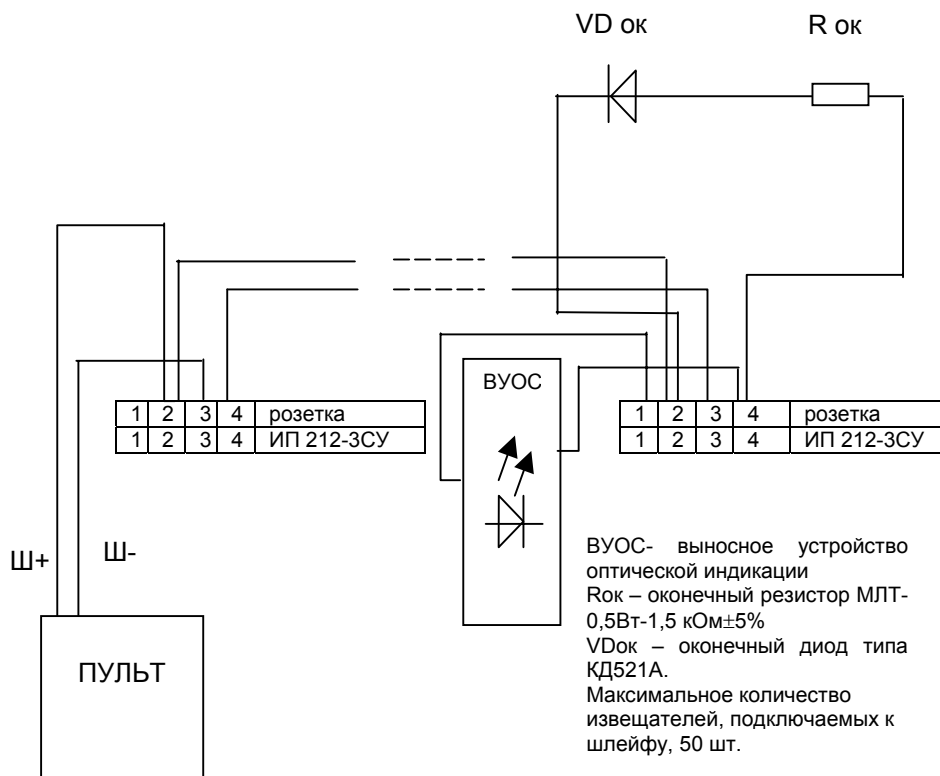 VD ок R ок
ВУОС
1 2 3 4 розетка
1 2 3 4 ИП 212-3СУ
1 2 3 4 розетка
1 2 3 4 ИП 212-3СУ
Ш+
Ш-
ПУЛЬТ
ВУОС- выносное устройство
оптической индикации
Rок – оконечный резистор МЛТ-
0,5Вт-1,5 кОм±5%
VDок – оконечный диод типа
КД521А.
Максимальное количество
извещателей, подключаемых к
шлейфу, 50 шт.